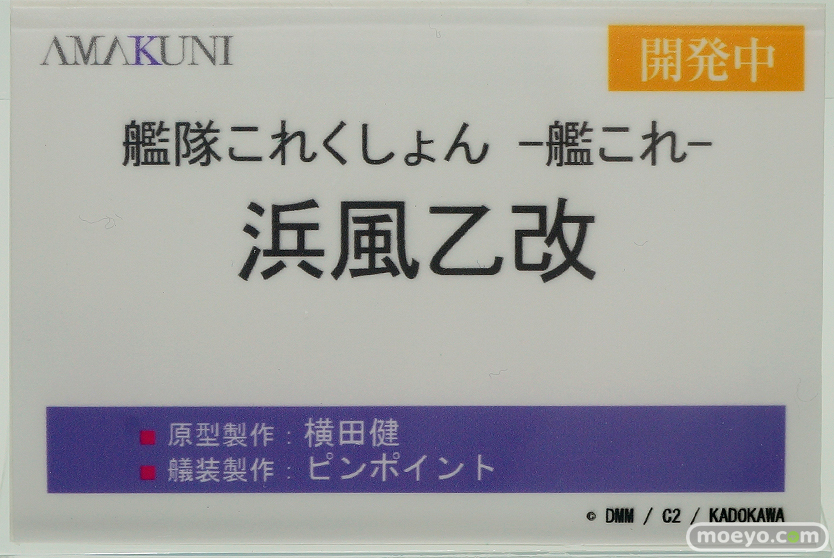 AMAKUNI
開発中
艦隊これくしょん -艦これ-
浜風乙改
■ 原型製作：横田健
■ 艤装製作：ピンポイント
© DMM / C2 / KADOKAWA
moeyo.com